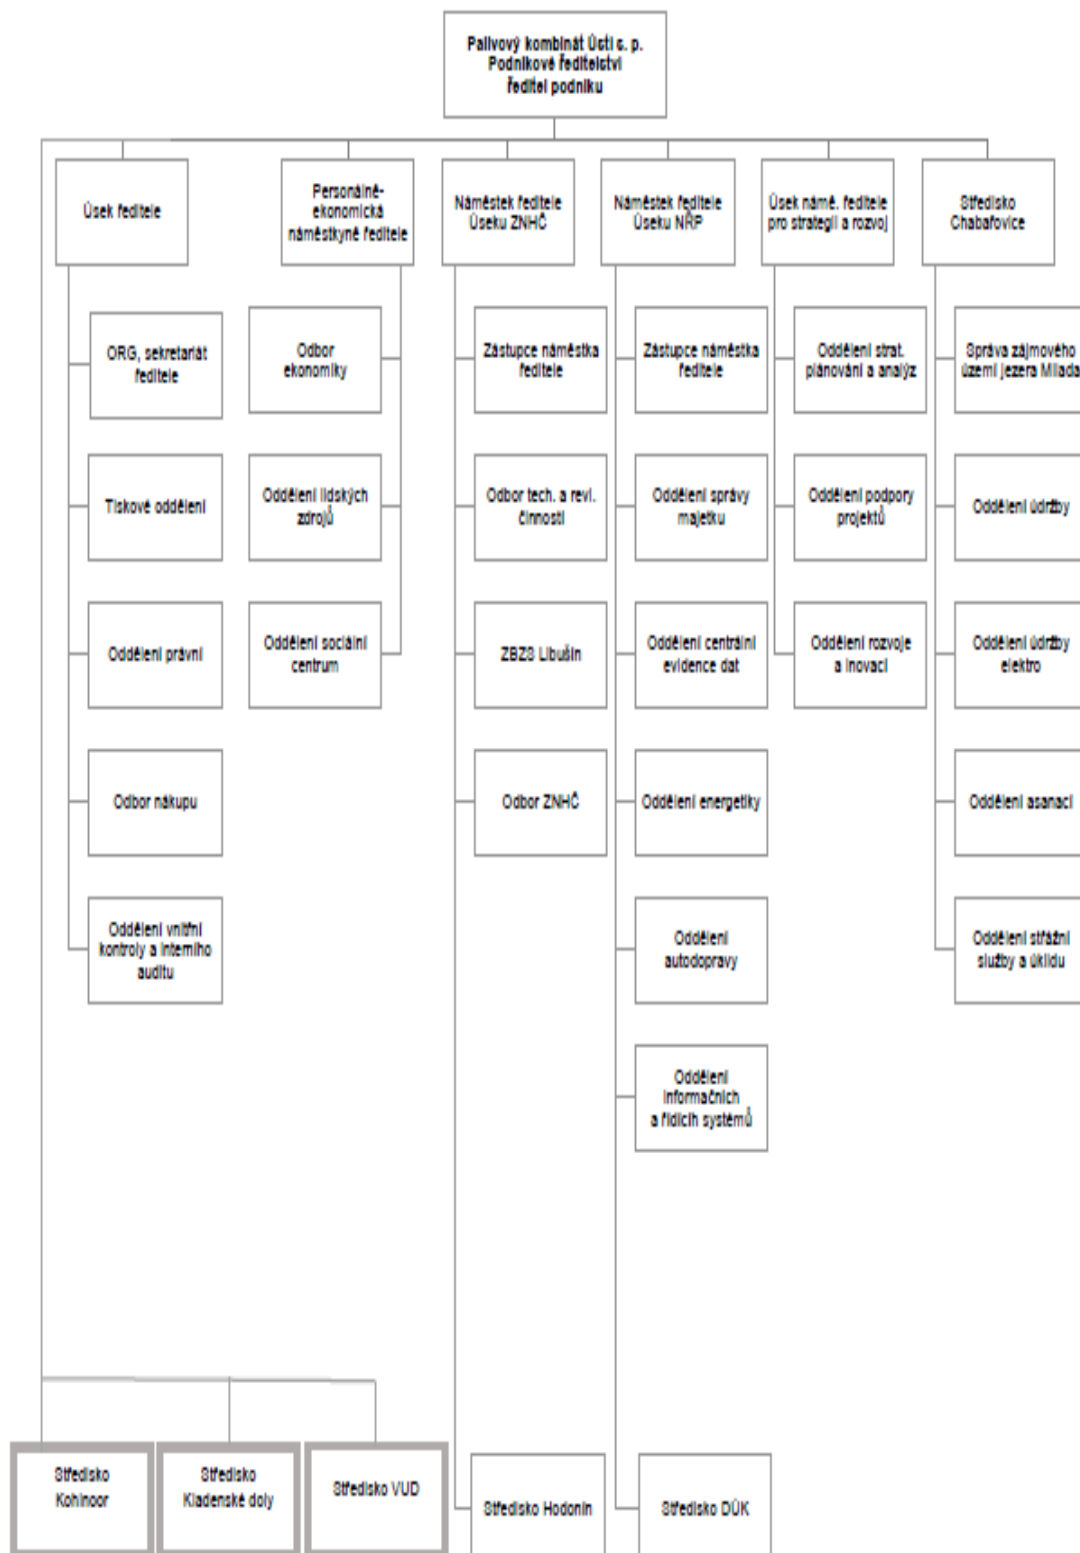 Palivový kombinát Ústí s. p.
Podnikové ředitelství
ředitel podniku
Úsek ředitele
Personálně-
ekonomická
náměstkyně ředitele
Náměstek ředitele
Úseku ZNHČ
Náměstek ředitele
Úseku NŘP
Úsek námě. ředitele
pro strategii a rozvoj
Středisko
Chabařovice
ORG, sekretariát
ředitele
Odbor
ekonomiky
Zástupce náměstka
ředitele
Zástupce náměstka
ředitele
Oddělení strat.
plánování a analýz
Správa zájmového
území jezera Milada
Tiskové oddělení
Oddělení lidských
zdrojů
Odbor tech. a revi.
činností
Oddělení správy
majetku
Oddělení podpory
projektů
Oddělení údržby
Oddělení právní
Oddělení sociální
centrum
ZBZS Libušín
Oddělení centrální
evidence dat
Oddělení rozvoje
a inovací
Oddělení údržby
elektro
Odbor nákupu
Odbor ZNHČ
Oddělení energetiky
Oddělení asanací
Oddělení vnitřní
kontroly a interního
auditu
Oddělení
autodopravy
Oddělení strážní
služby a úklidu
Oddělení
informačních
a řídicích systémů
Středisko
Kohinoor
Středisko
Kladenské doly
Středisko VUD
Středisko Hodonín
Středisko DÚK